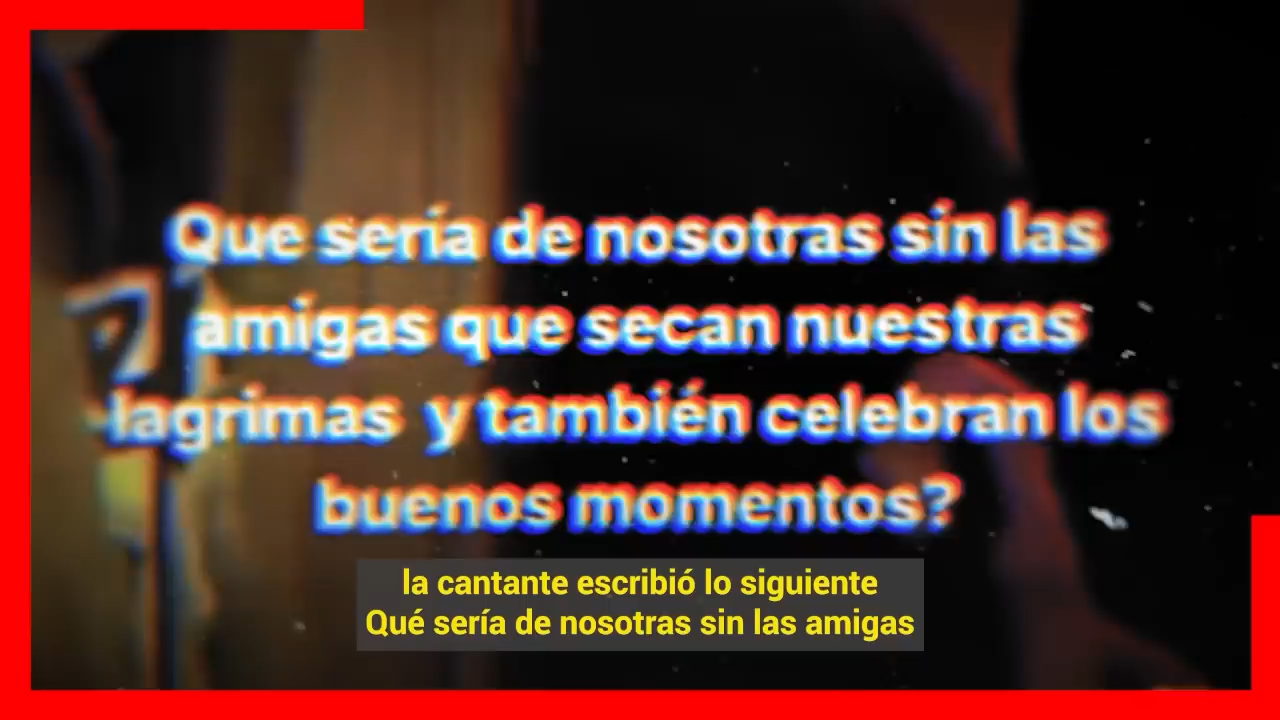 Que sería de nosotras sin las
amigas que secan nuestras
lagrimas y también celebran los
buenos momentos?
la cantante escribió lo siguiente
Qué sería de nosotras sin las amigas